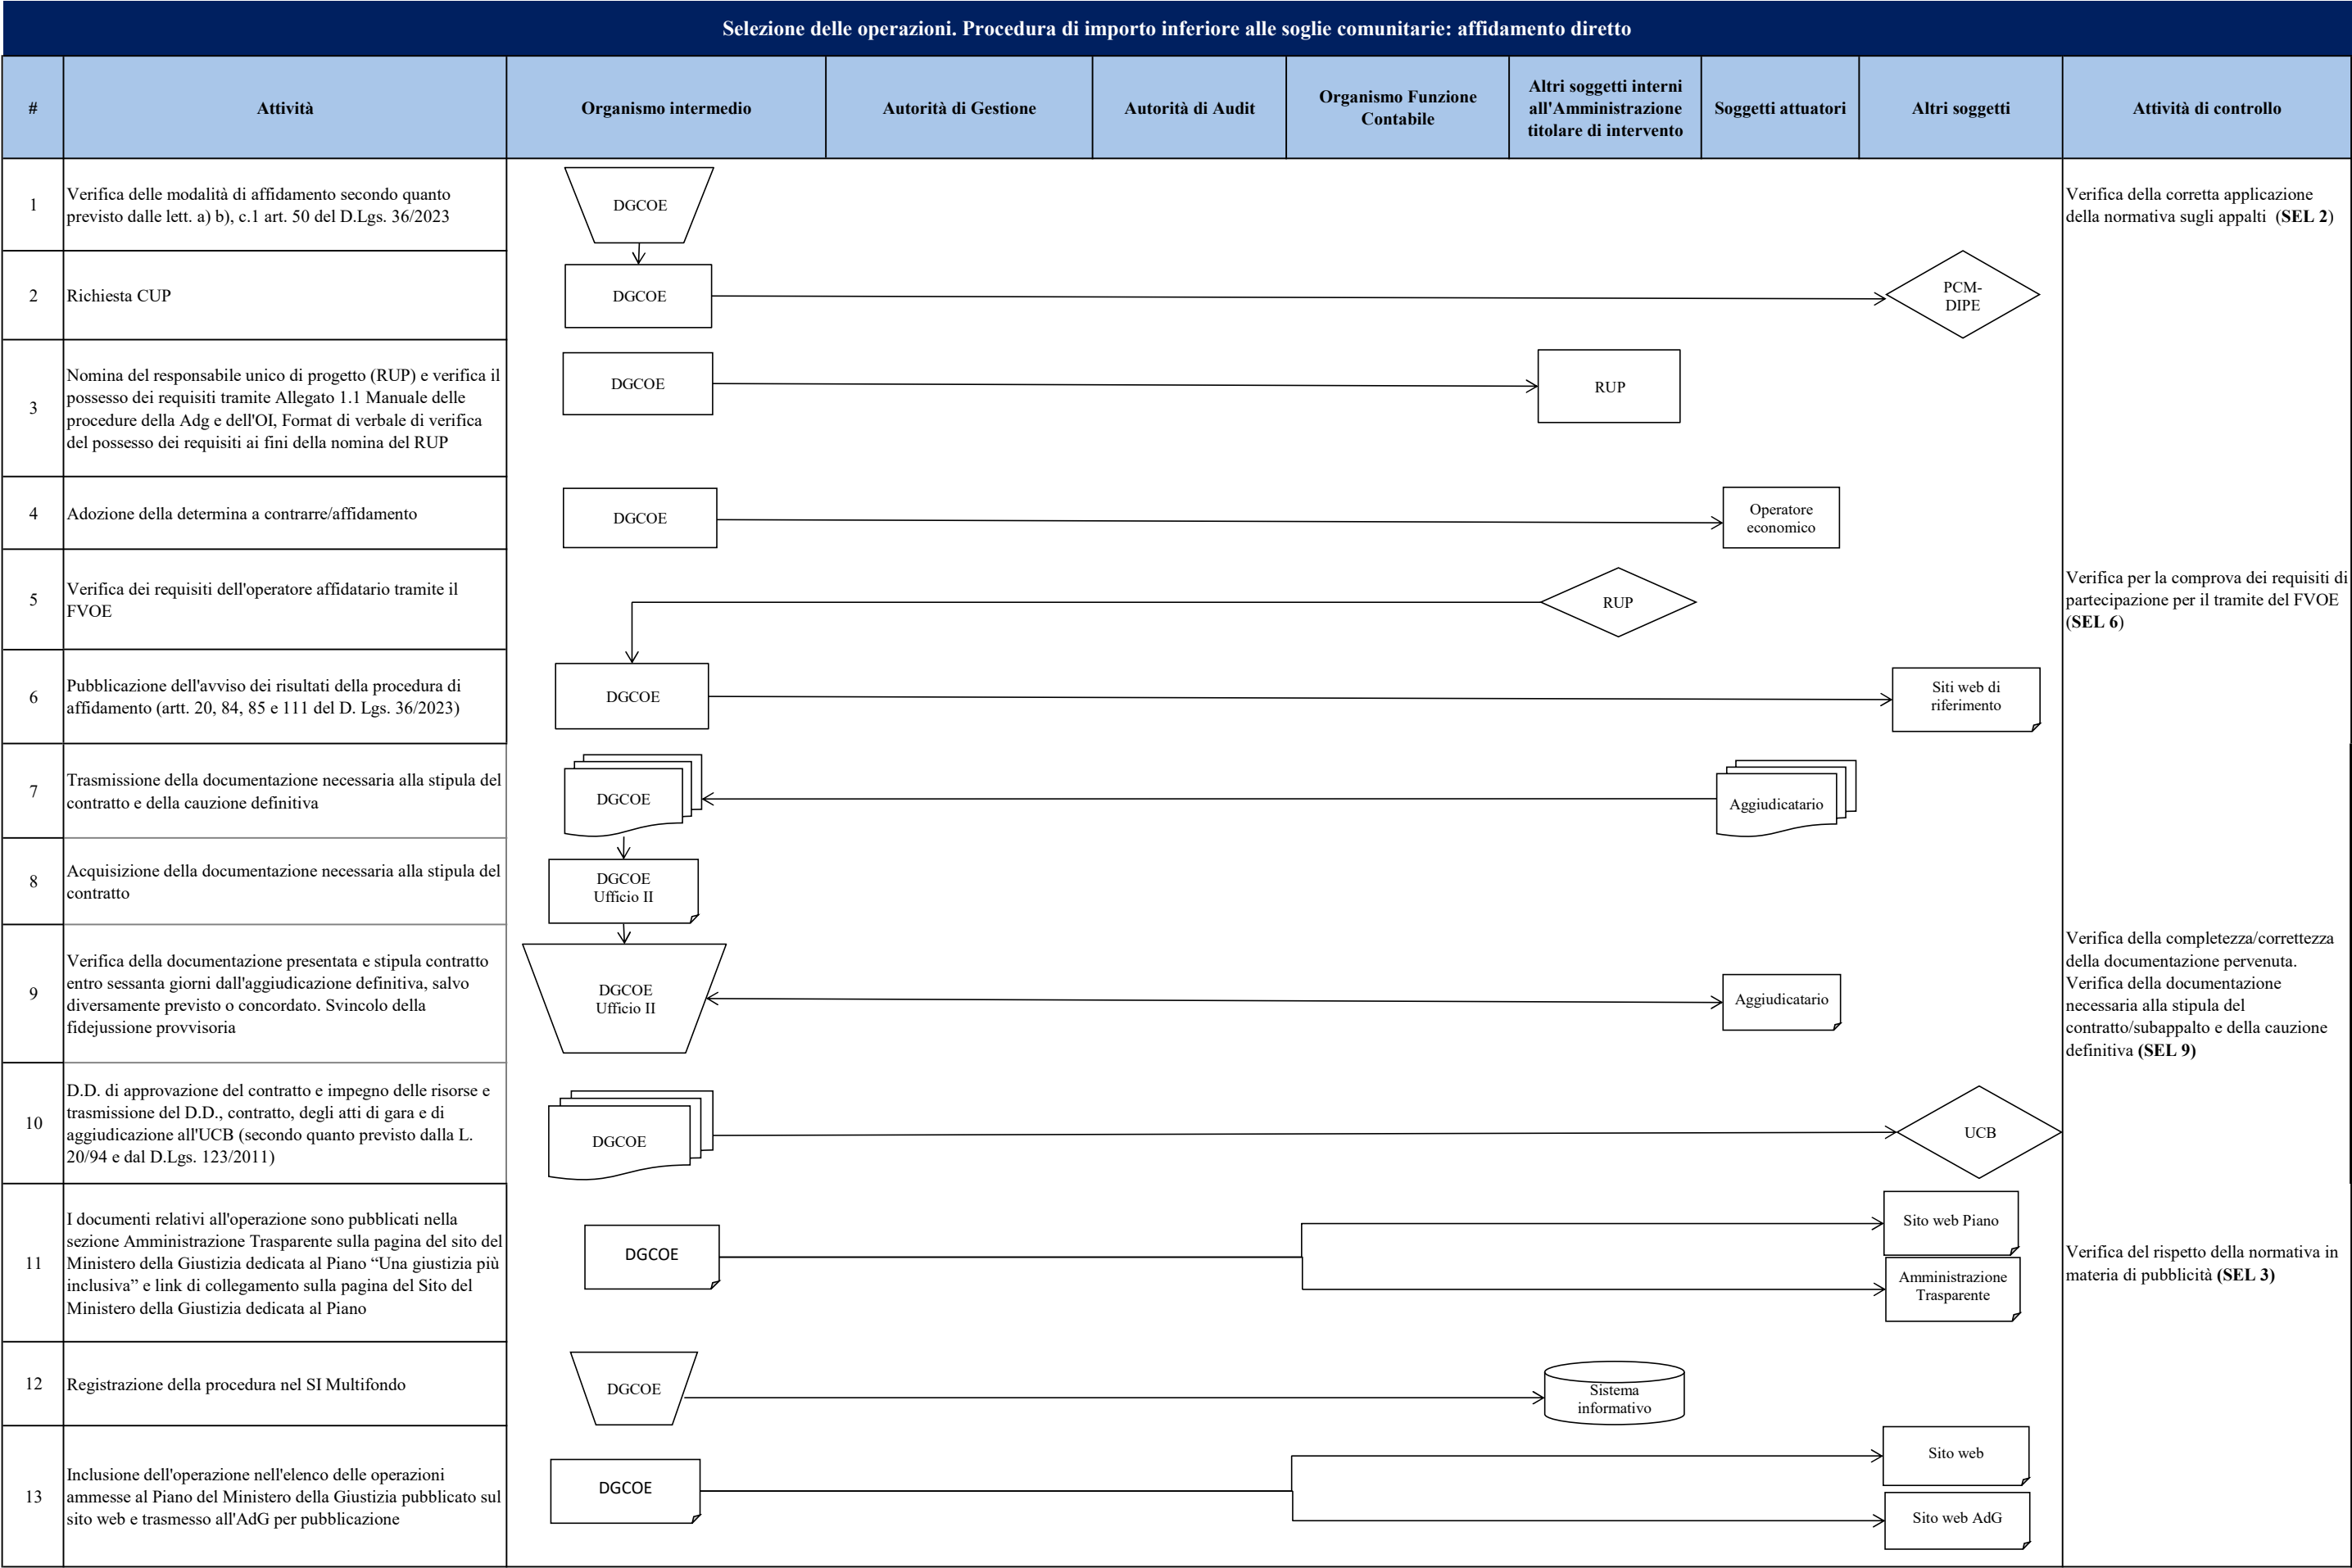 Selezione delle operazioni. Procedura di importo inferiore alle soglie comunitarie: affidamento diretto
#
Attività
Organismo intermedio
Autorità di Gestione
Autorità di Audit
Organismo Funzione
Contabile
Altri soggetti interni
all'Amministrazione
titolare di intervento
Soggetti attuatori
Altri soggetti
Attività di controllo
1
Verifica delle modalità di affidamento secondo quanto
previsto dalle lett. a) b), c.1 art. 50 del D.Lgs. 36/2023
DGCOE
Verifica della corretta applicazione
della normativa sugli appalti (SEL 2)
2
Richiesta CUP
DGCOE
PCM-
DIPE
3
Nomina del responsabile unico di progetto (RUP) e verifica il
possesso dei requisiti tramite Allegato 1.1 Manuale delle
procedure della Adg e dell'OI, Format di verbale di verifica
del possesso dei requisiti ai fini della nomina del RUP
DGCOE
RUP
4
Adozione della determina a contrarre/affidamento
DGCOE
Operatore
economico
5
Verifica dei requisiti dell'operatore affidatario tramite il
FVOE
RUP
Verifica per la comprova dei requisiti di
partecipazione per il tramite del FVOE
(SEL 6)
6
Pubblicazione dell'avviso dei risultati della procedura di
affidamento (artt. 20, 84, 85 e 111 del D. Lgs. 36/2023)
DGCOE
Siti web di
riferimento
7
Trasmissione della documentazione necessaria alla stipula del
contratto e della cauzione definitiva
DGCOE
Aggiudicatario
8
Acquisizione della documentazione necessaria alla stipula del
contratto
DGCOE
Ufficio II
9
Verifica della documentazione presentata e stipula contratto
entro sessanta giorni dall'aggiudicazione definitiva, salvo
diversamente previsto o concordato. Svincolo della
fidejussione provvisoria
DGCOE
Ufficio II
Aggiudicatario
Verifica della completezza/correttezza
della documentazione pervenuta.
Verifica della documentazione
necessaria alla stipula del
contratto/subappalto e della cauzione
definitiva (SEL 9)
10
D.D. di approvazione del contratto e impegno delle risorse e
trasmissione del D.D., contratto, degli atti di gara e di
aggiudicazione all'UCB (secondo quanto previsto dalla L.
20/94 e dal D.Lgs. 123/2011)
DGCOE
UCB
11
I documenti relativi all'operazione sono pubblicati nella
sezione Amministrazione Trasparente sulla pagina del sito del
Ministero della Giustizia dedicata al Piano “Una giustizia più
inclusiva” e link di collegamento sulla pagina del Sito del
Ministero della Giustizia dedicata al Piano
DGCOE
Sito web Piano
Amministrazione
Trasparente
Verifica del rispetto della normativa in
materia di pubblicità (SEL 3)
12
Registrazione della procedura nel SI Multifondo
DGCOE
Sistema
informativo
13
Inclusione dell'operazione nell'elenco delle operazioni
ammesse al Piano del Ministero della Giustizia pubblicato sul
sito web e trasmesso all'AdG per pubblicazione
DGCOE
Sito web
Sito web AdG